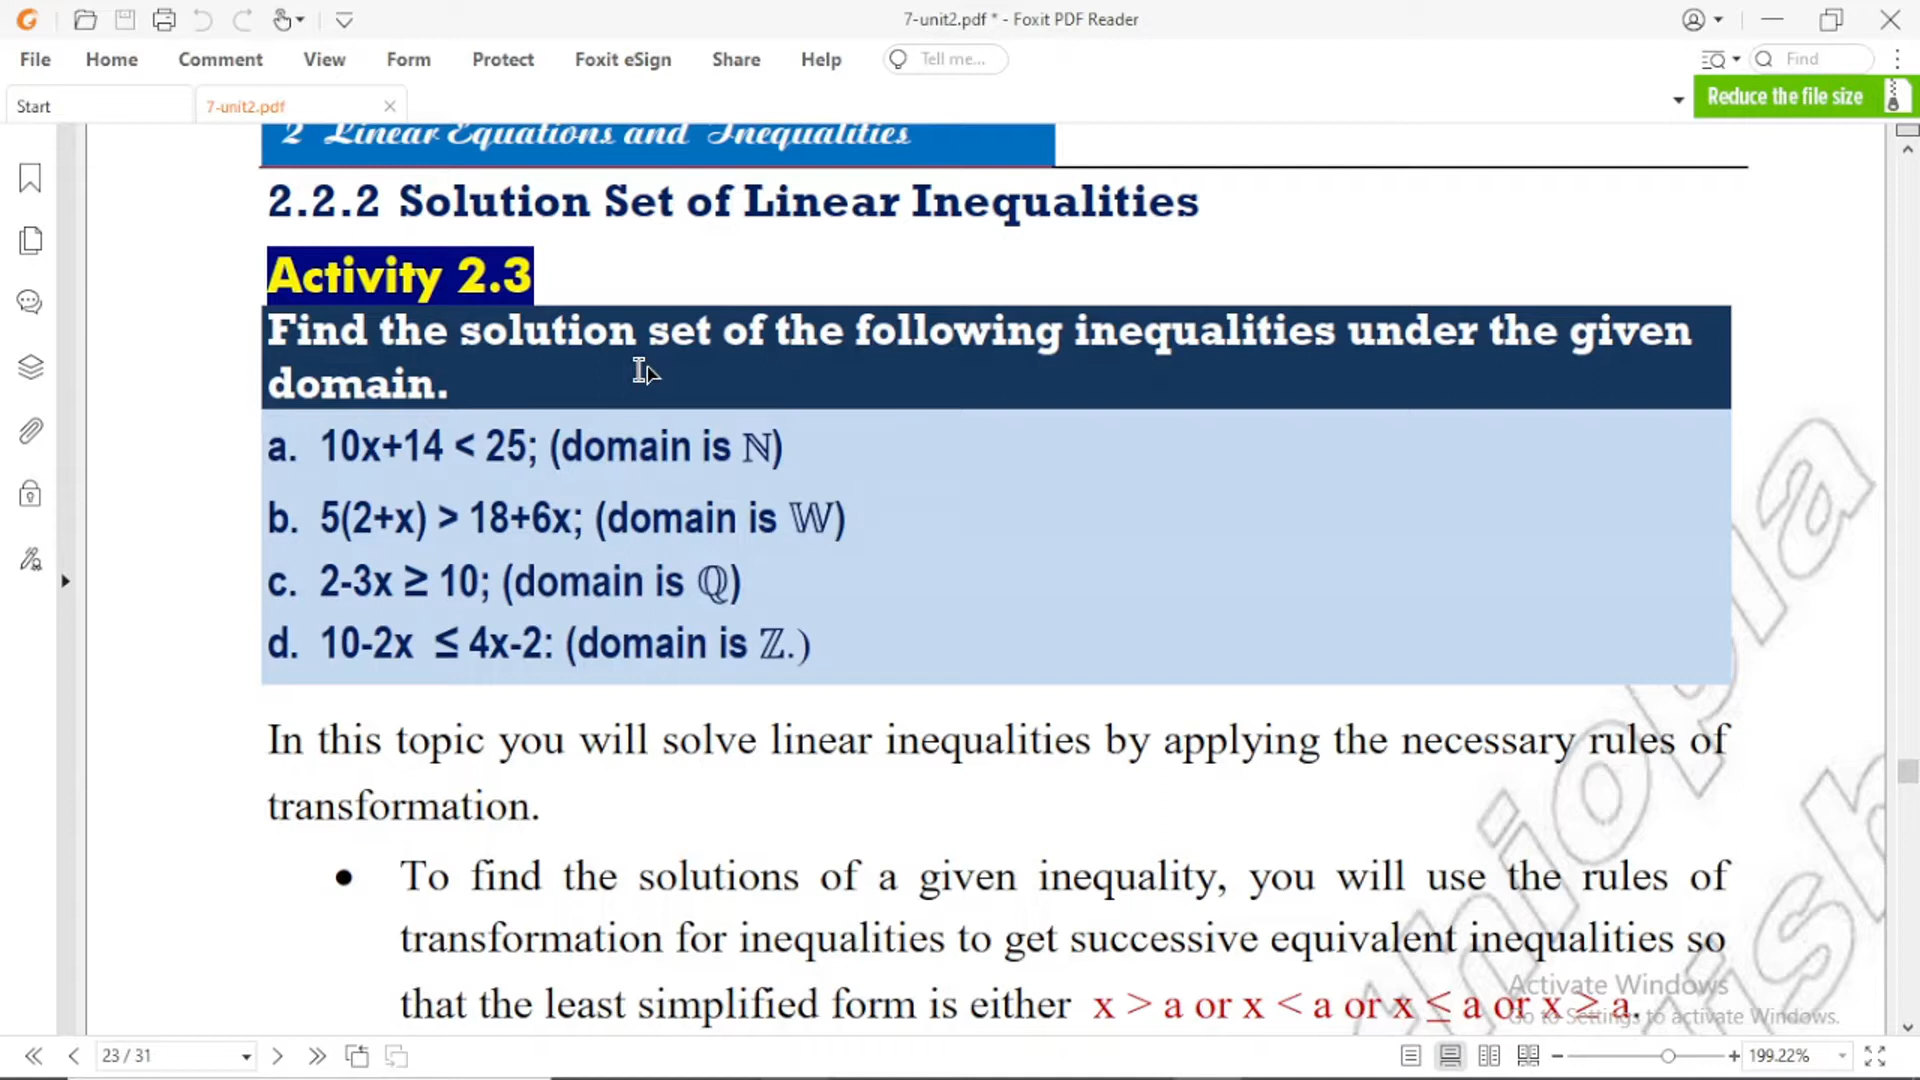 7-unit2.pdf * - Foxit PDF Reader
File Home Comment View Form Protect Foxit eSign Share Help Tell me... Find
Start 7-unit2.pdf Reduce the file size
2 Linear Equations and Inequalities
2.2.2 Solution Set of Linear Inequalities
Activity 2.3
Find the solution set of the following inequalities under the given
domain.
a. 10x+14 < 25; (domain is ℕ)
b. 5(2+x) > 18+6x; (domain is 𝕎)
c. 2-3x ≥ 10; (domain is ℚ)
d. 10-2x ≤ 4x-2: (domain is ℤ.)
In this topic you will solve linear inequalities by applying the necessary rules of
transformation.
• To find the solutions of a given inequality, you will use the rules of
transformation for inequalities to get successive equivalent inequalities so
that the least simplified form is either x > a or x < a or x ≤ a or x ≥ a.
Activate Windows
Go to Settings to activate Windows.
23 / 31 199.22%